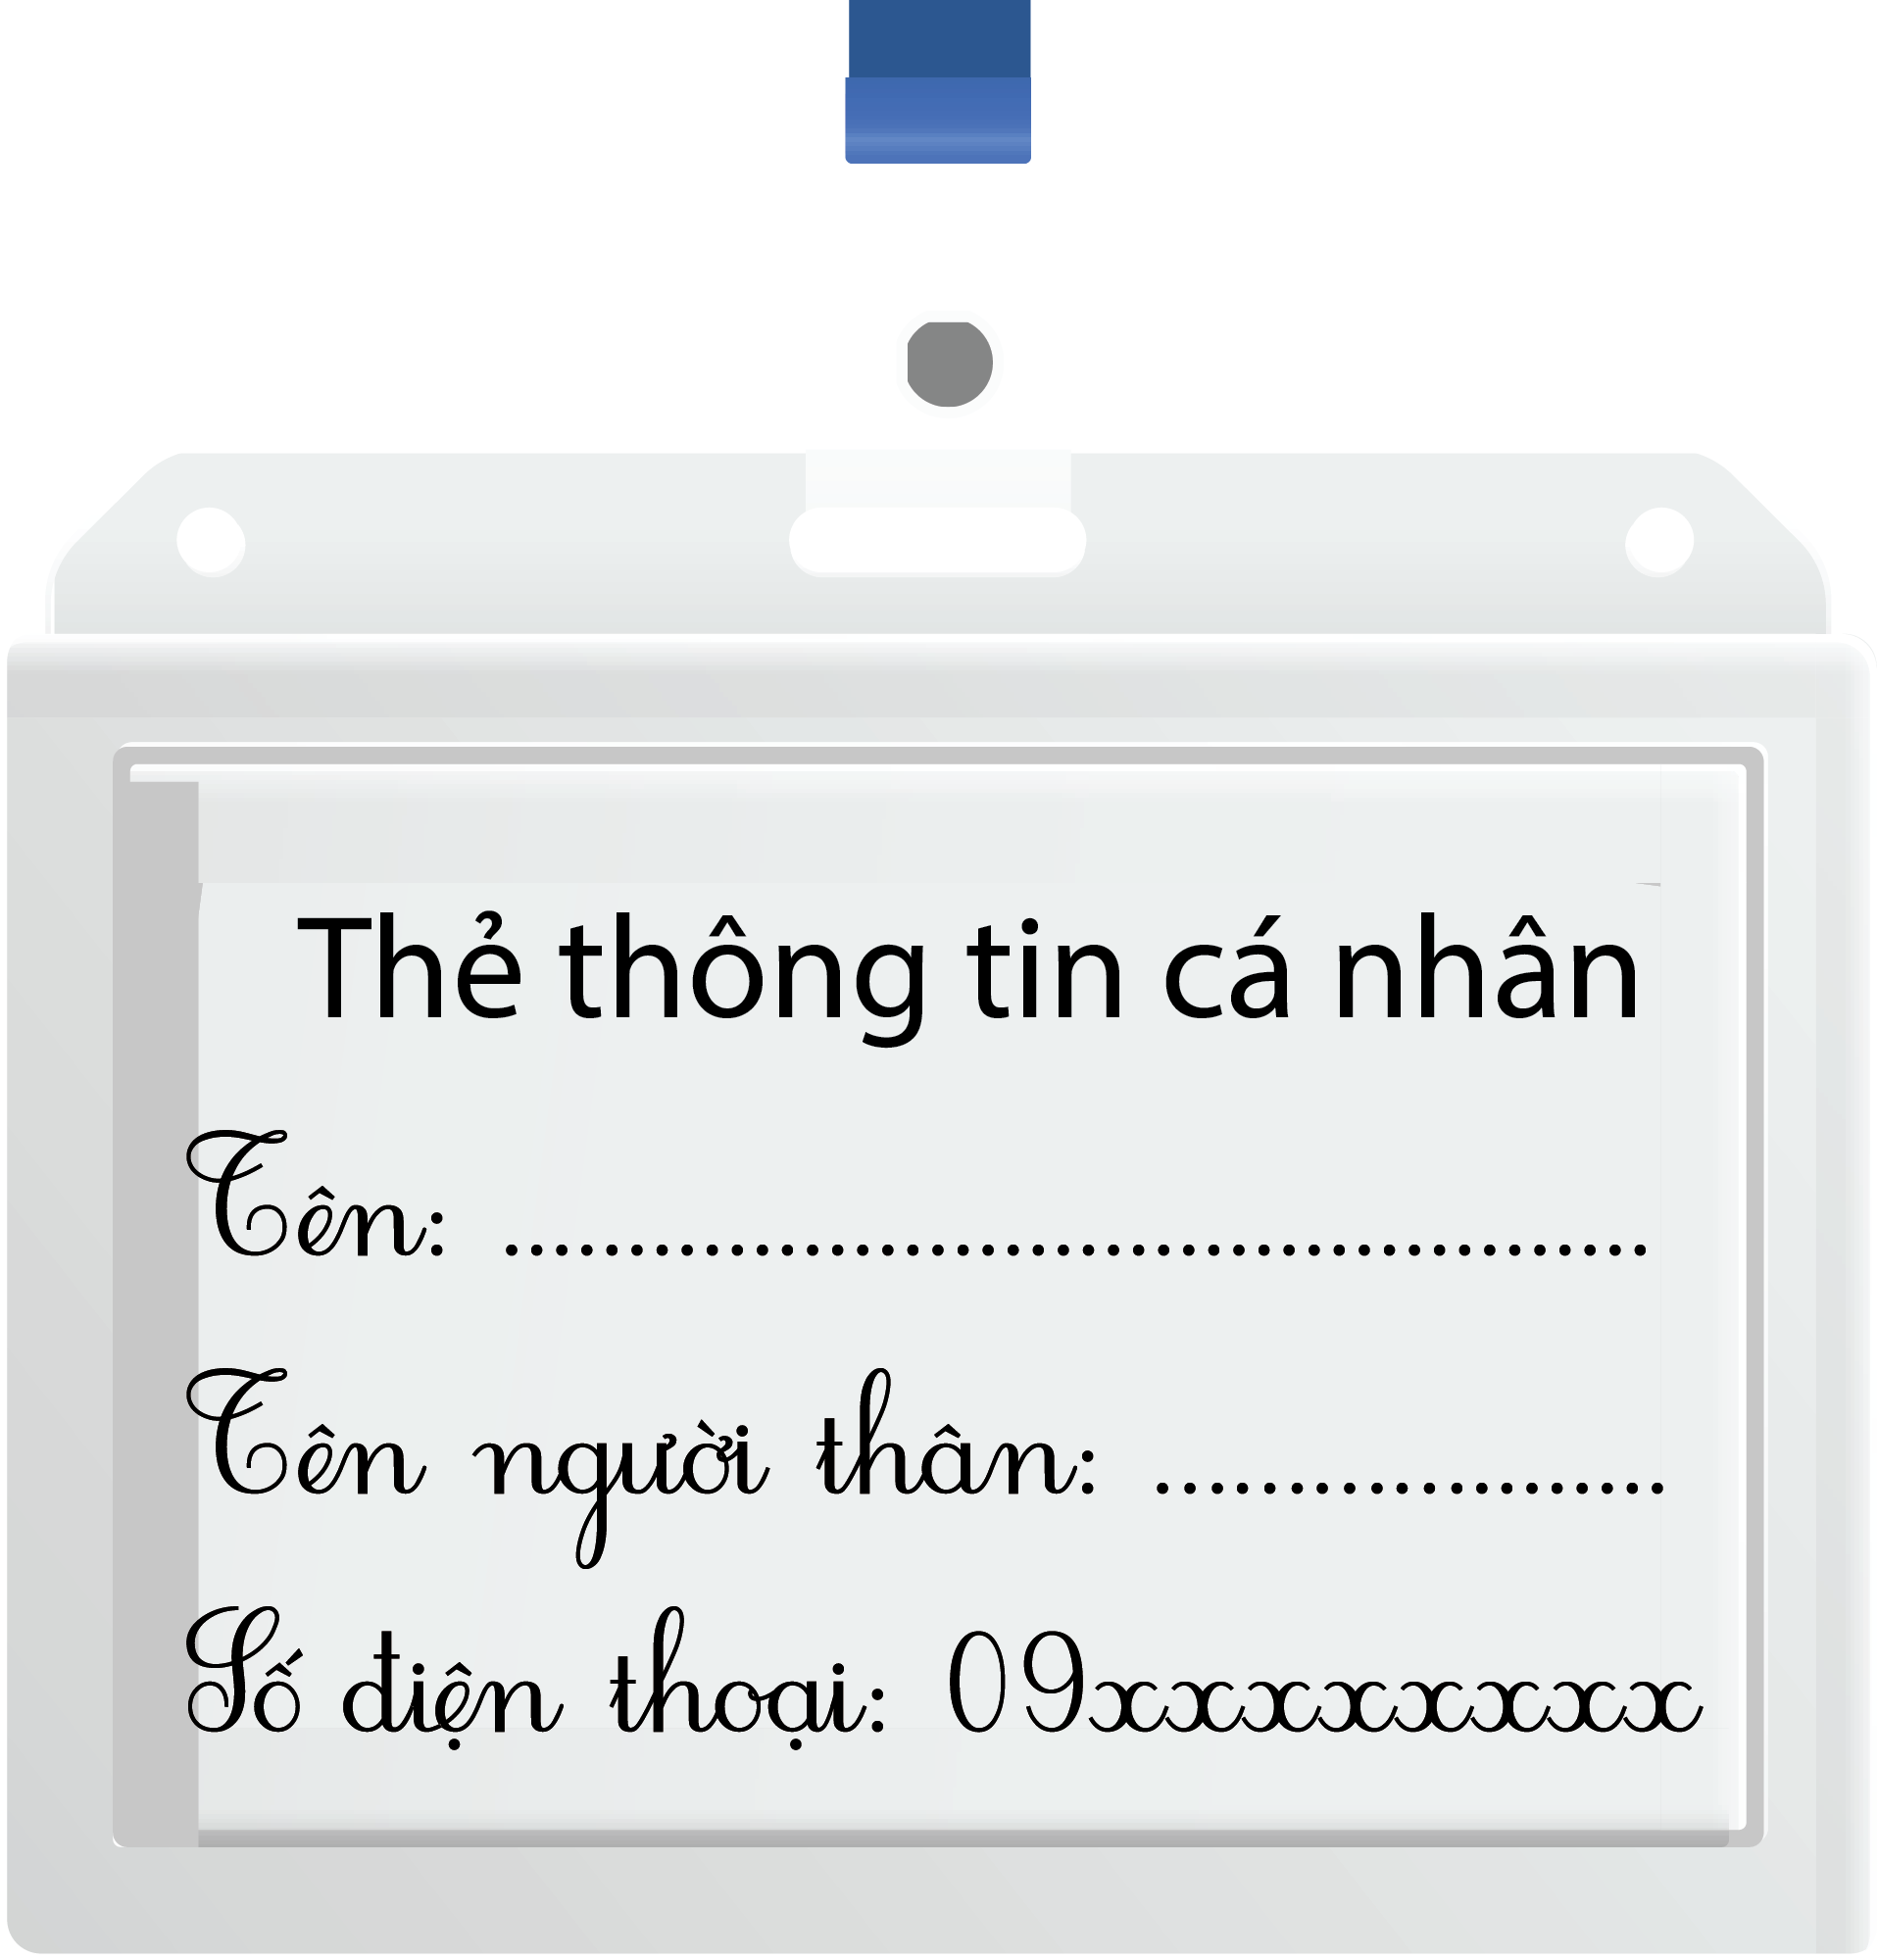 Thẻ thông tin cá nhân
Tên: ..............................................
Tên người thân: ....................
Số điện thoại: 09xxxxxxxx